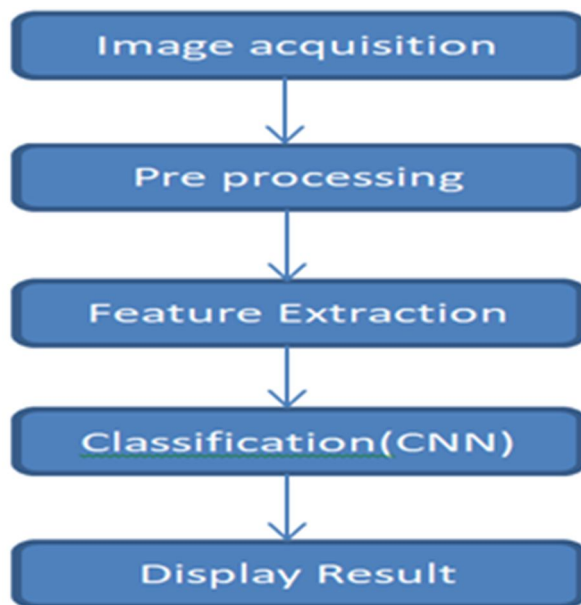 Image acquisition
Pre processing
Feature Extraction
Classification(CNN)
Display Result